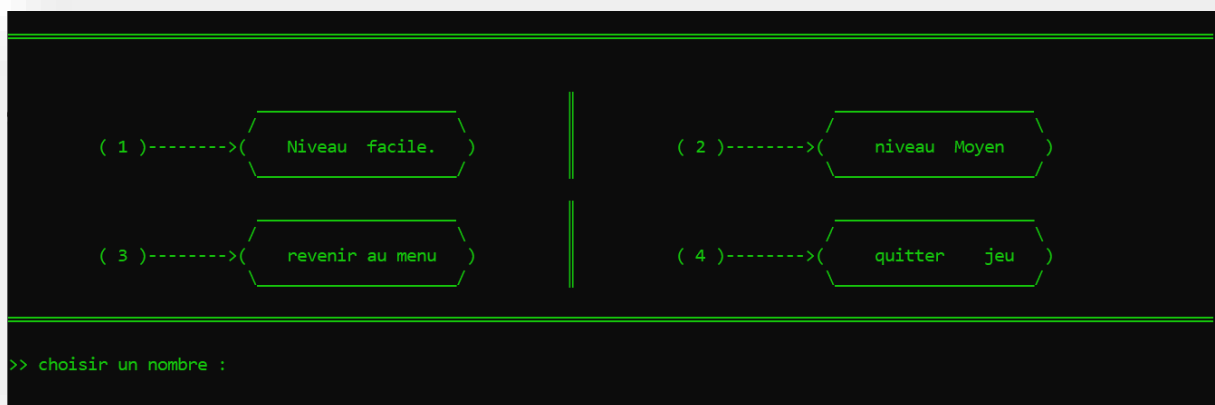 ( 1 )-------->( Niveau facile. )
( 2 )-------->( niveau Moyen )
( 3 )-------->( revenir au menu )
( 4 )-------->( quitter jeu )
>> choisir un nombre :